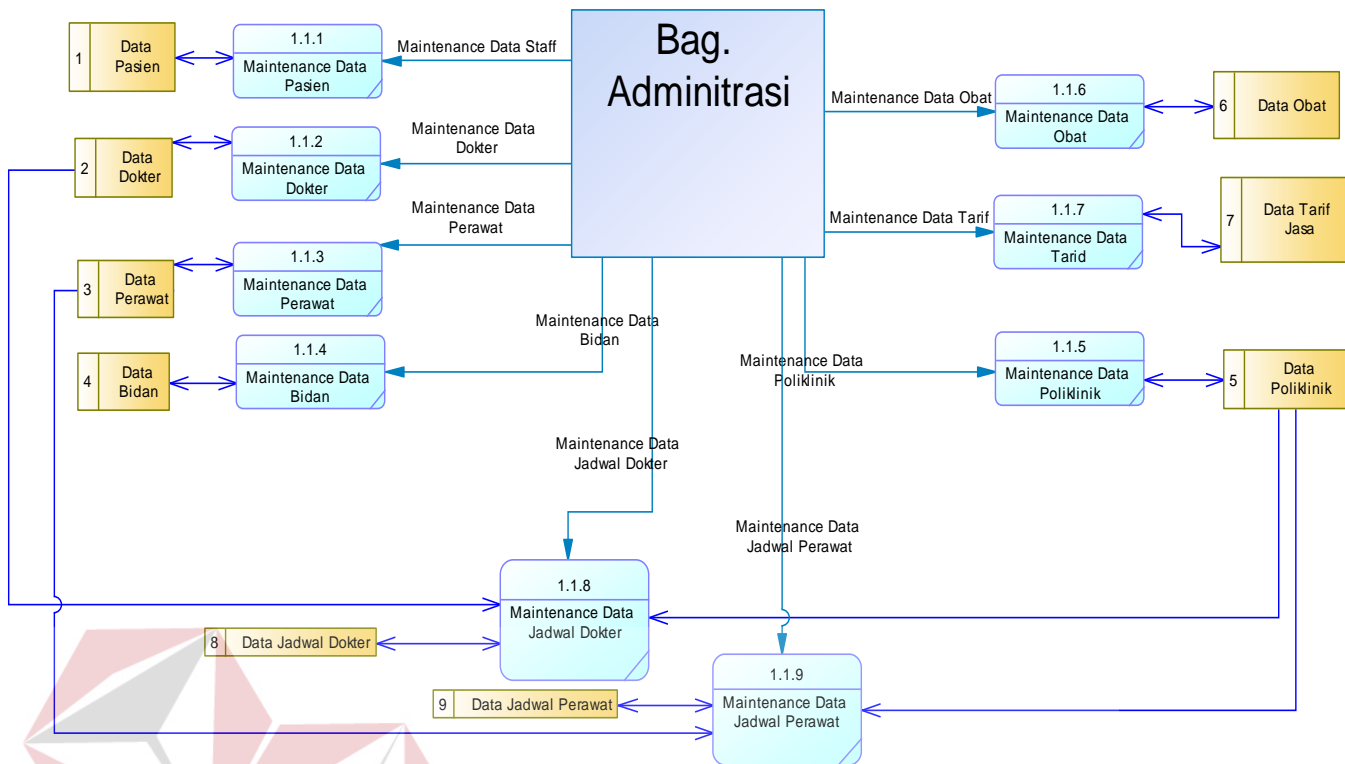 Bag.
Adminitrasi
1
Data
Pasien
1.1.1
Maintenance Data
Pasien
Maintenance Data Staff
2
Data
Dokter
1.1.2
Maintenance Data
Dokter
Maintenance Data
Dokter
3
Data
Perawat
1.1.3
Maintenance Data
Perawat
Maintenance Data
Perawat
4
Data
Bidan
1.1.4
Maintenance Data
Bidan
Maintenance Data
Bidan
Maintenance Data Obat
1.1.6
Maintenance Data
Obat
6
Data Obat
Maintenance Data Tarif
1.1.7
Maintenance Data
Tarid
7
Data Tarif
Jasa
Maintenance Data
Poliklinik
1.1.5
Maintenance Data
Poliklinik
5
Data
Poliklinik
Maintenance Data
Jadwal Dokter
Maintenance Data
Jadwal Perawat
1.1.8
Maintenance Data
Jadwal Dokter
8
Data Jadwal Dokter
1.1.9
Maintenance Data
Jadwal Perawat
9
Data Jadwal Perawat